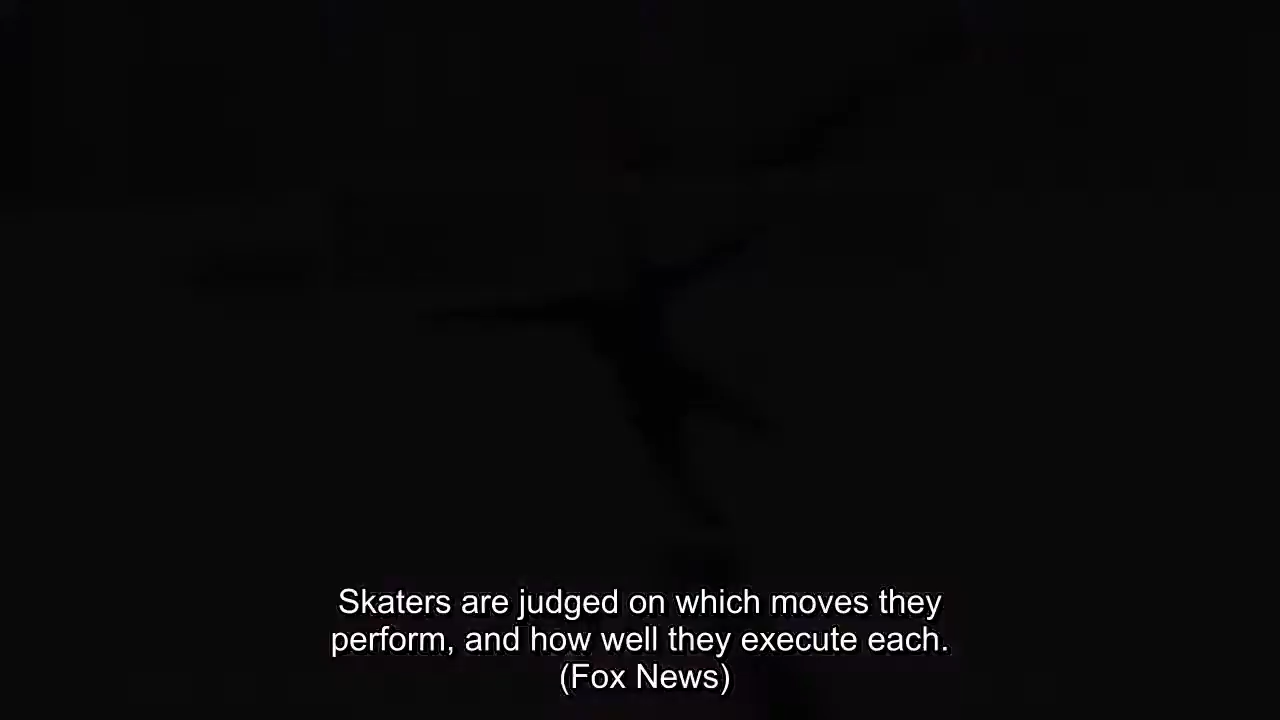 Skaters are judged on which moves they
perform, and how well they execute each.
(Fox News)